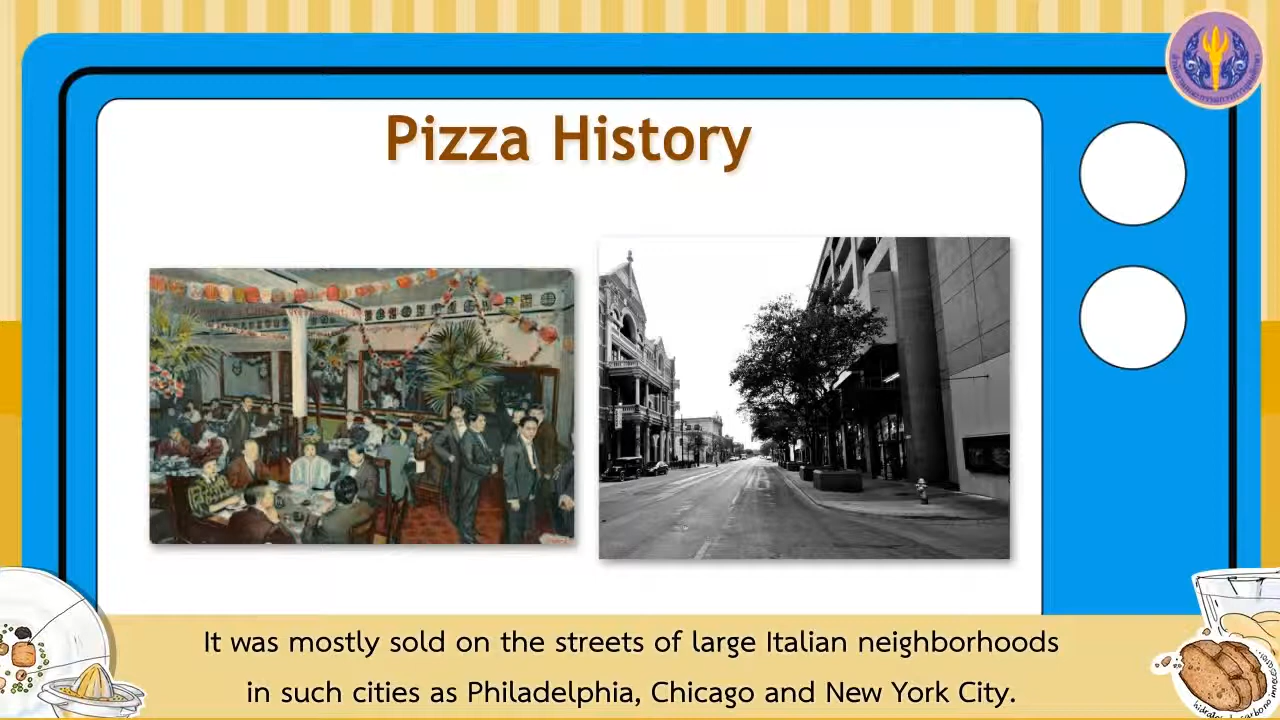 Pizza History
It was mostly sold on the streets of large Italian neighborhoods
in such cities as Philadelphia, Chicago and New York City.